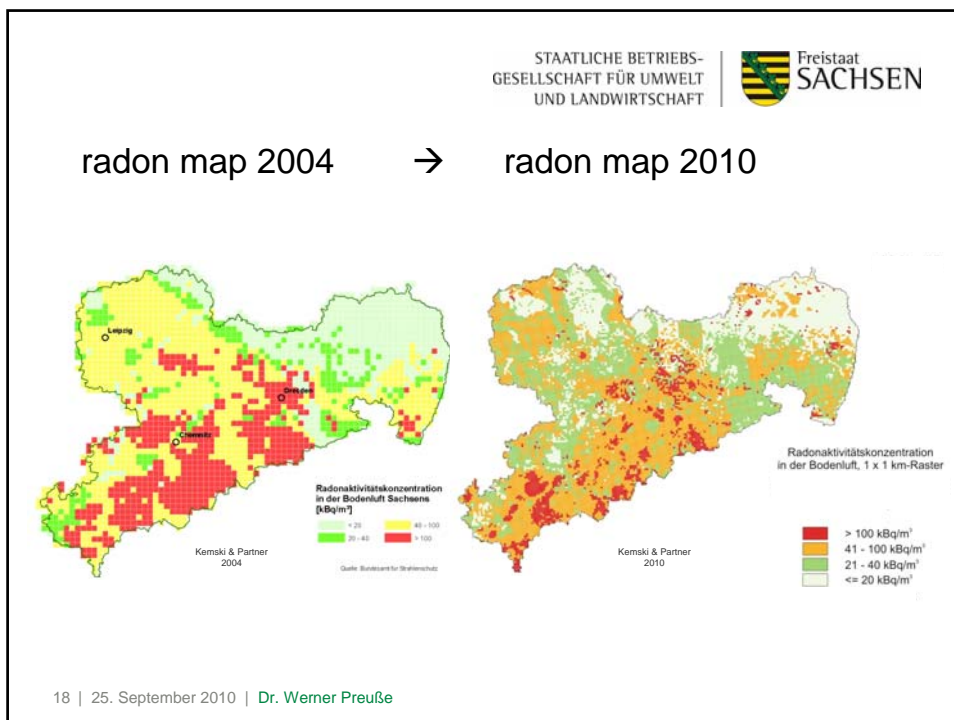 STAATLICHE BETRIEBS-
GESELLSCHAFT FÜR UMWELT
UND LANDWIRTSCHAFT
Freistaat
SACHSEN
radon map 2004 → radon map 2010
Leipzig
Dresden
Chemnitz
Radonaktivitätskonzentration
in der Bodenluft Sachsens
[kBq/m³]
< 20
40 - 100
20 - 40
> 100
Kemski & Partner
2004
Quelle: Bundesamt für Strahlenschutz
Kemski & Partner
2010
Radonaktivitätskonzentration
in der Bodenluft, 1 x 1 km-Raster
> 100 kBq/m³
41 - 100 kBq/m³
21 - 40 kBq/m³
<= 20 kBq/m³
18 | 25. September 2010 | Dr. Werner Preuße